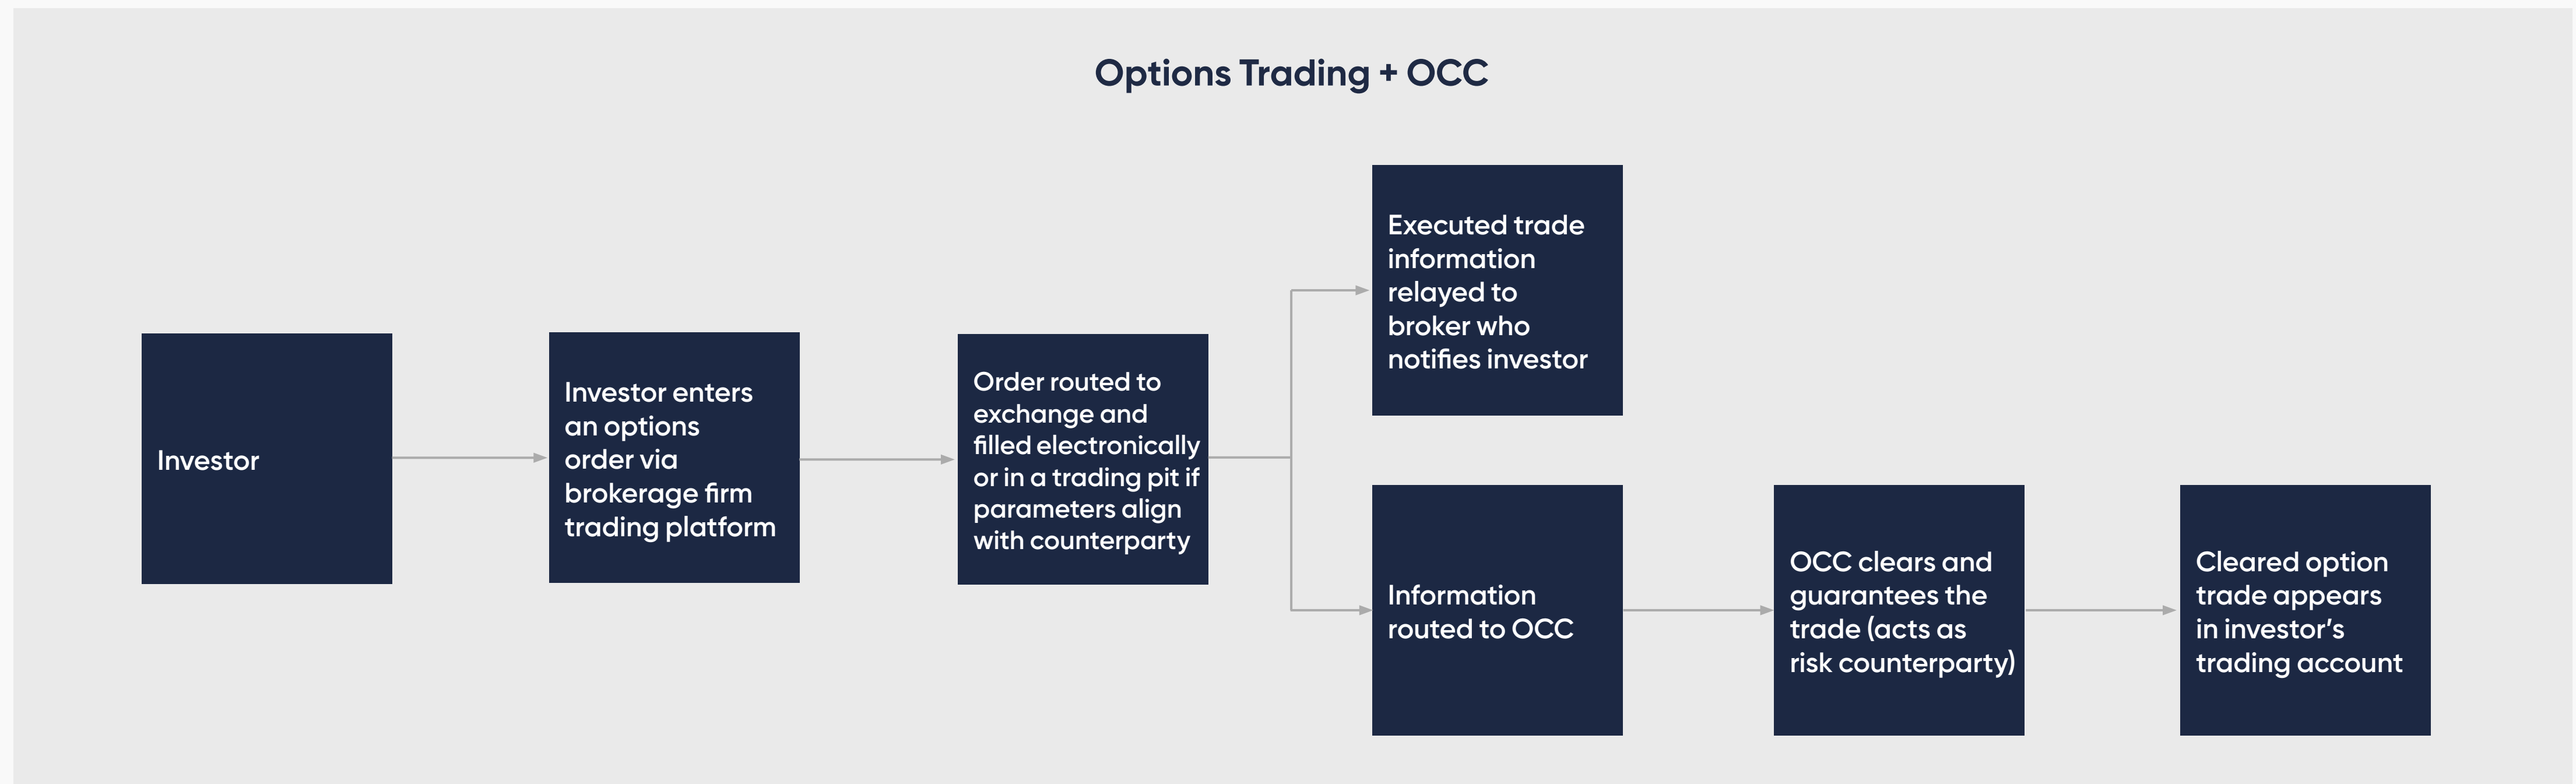 Options Trading + OCC
Investor
Investor enters
an options
order via
brokerage firm
trading platform
Order routed to
exchange and
filled electronically
or in a trading pit if
parameters align
with counterparty
Executed trade
information
relayed to
broker who
notifies investor
Information
routed to OCC
OCC clears and
guarantees the
trade (acts as
risk counterparty)
Cleared option
trade appears
in investor’s
trading account